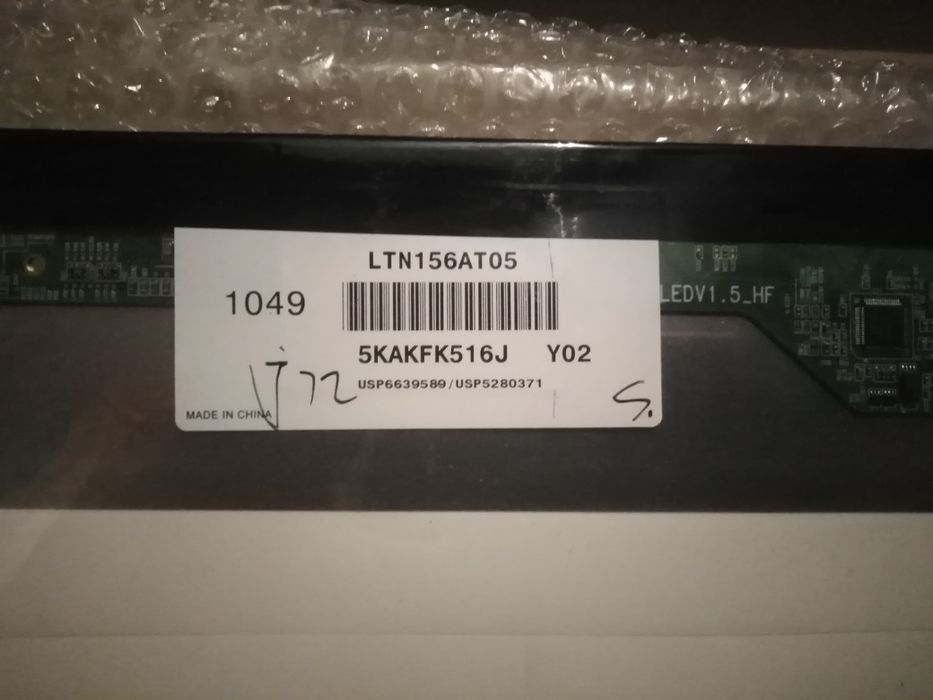 LTN156AT05
1049
5KAKFK516J Y02
USP6639589/USP5280371
MADE IN CHINA
S.
LEDV1.5_HF